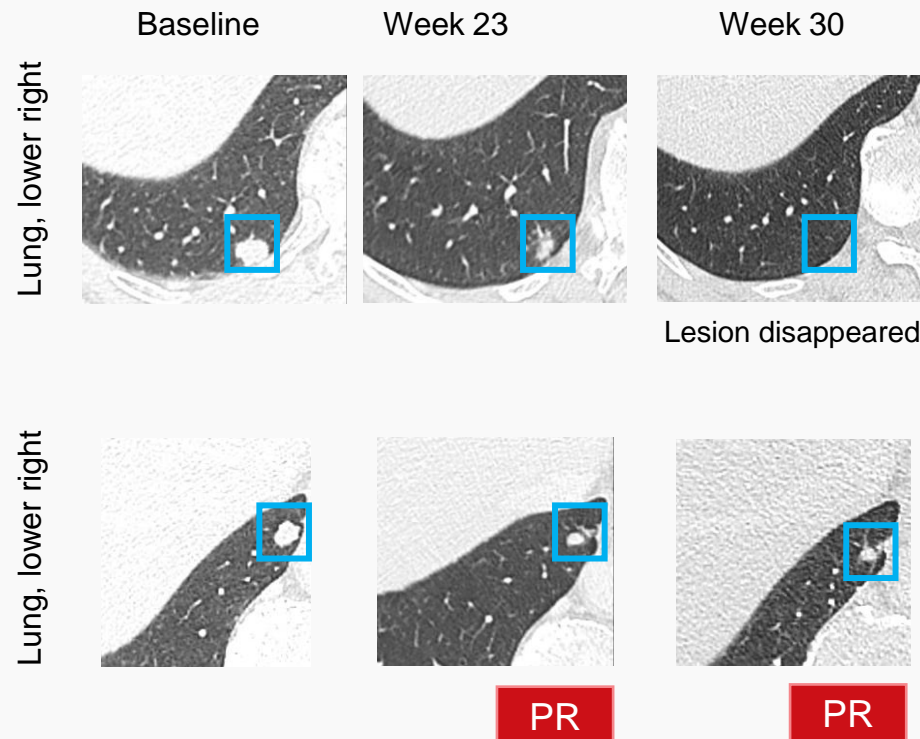 Baseline
Week 23
Week 30
Lung, lower right
Lesion disappeared
Lung, lower right
PR
PR